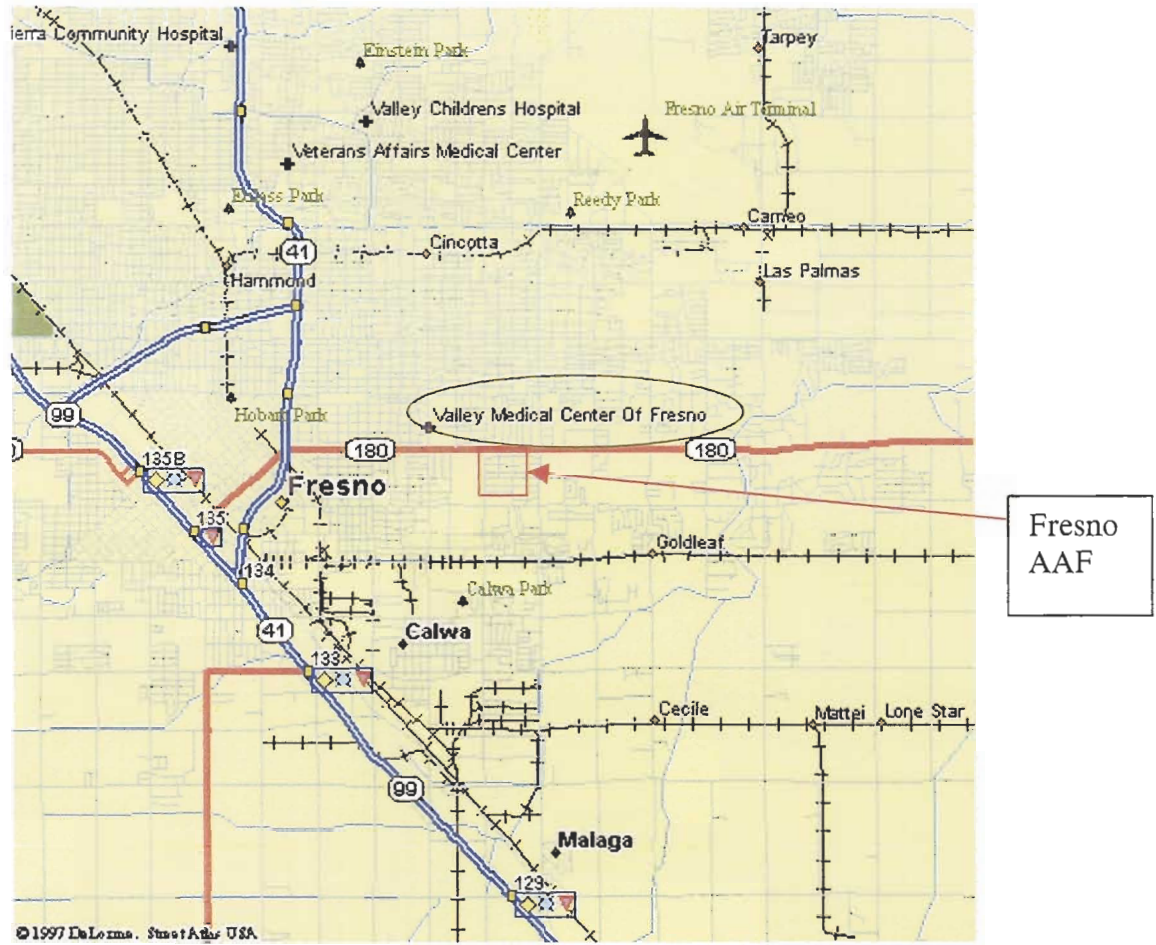 ierra Community Hospital
Tarpey
Einstein Park
Valley Childrens Hospital
Fresno Air Terminal
Veterans Affairs Medical Center
Reedy Park
Cameo
41
Cincotta
Las Palmas
Hammond
99
Hobart Park
Valley Medical Center Of Fresno
180
180
135B
Fresno
135
Fresno
AAF
Goldleaf
134
Calwa Park
41
Calwa
133
Cecile
Mattei
Lone Star
99
Malaga
129
©1997 DeLorme. Street Atlas USA